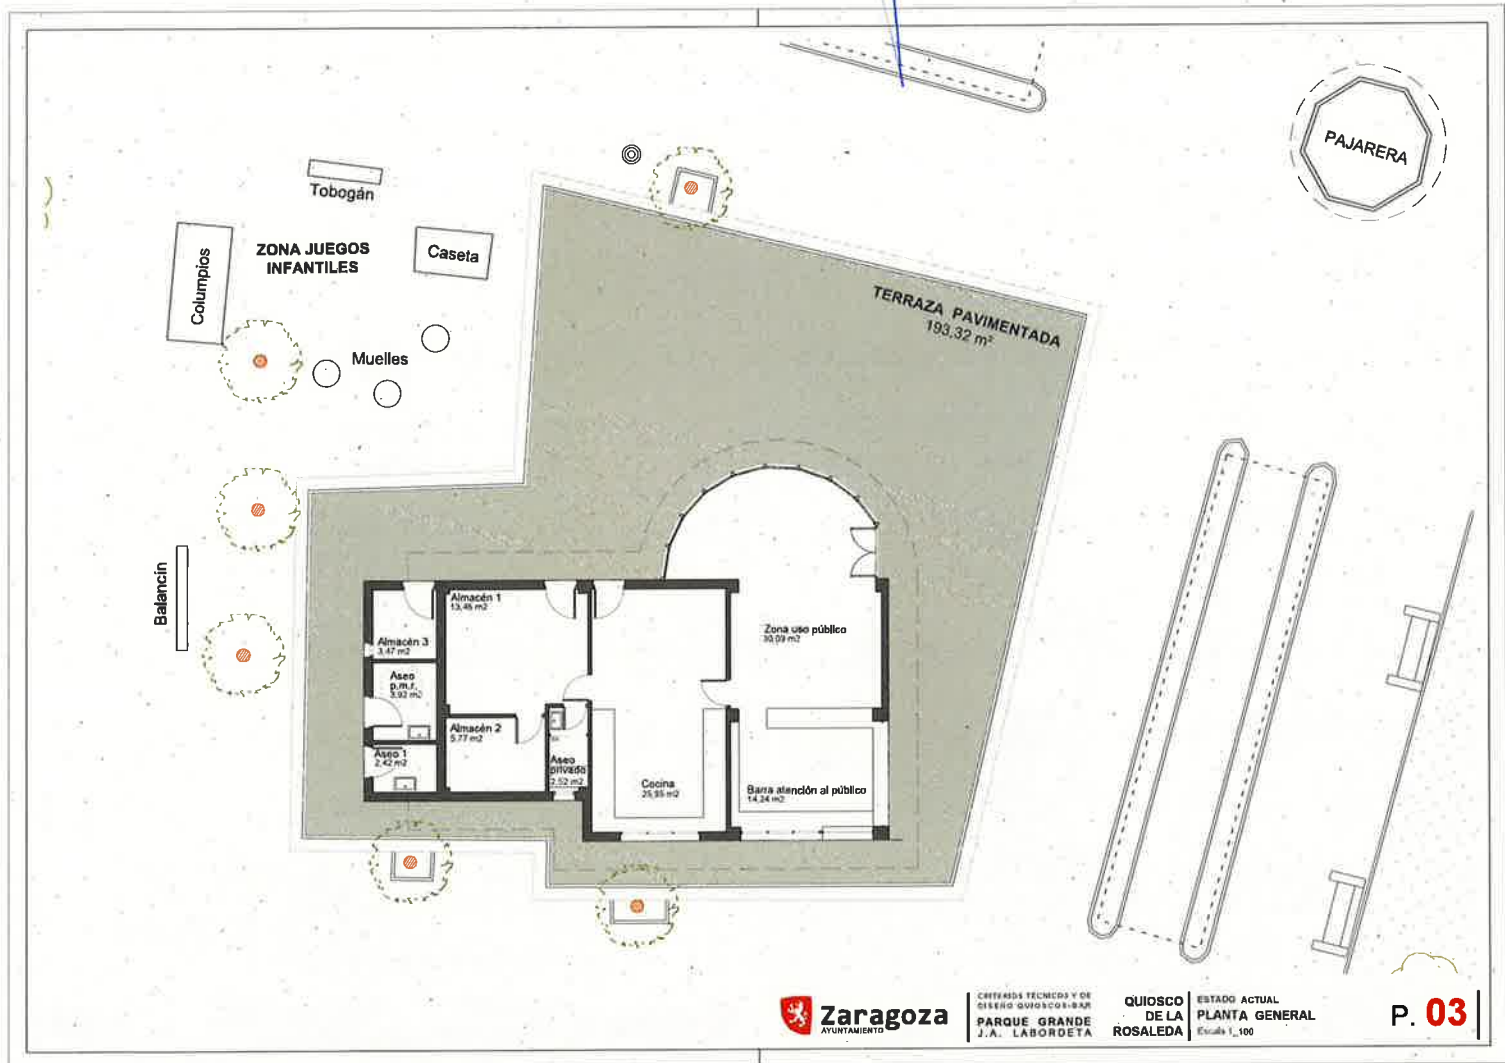 PAJARERA
Tobogán
ZONA JUEGOS
INFANTILES
Columpios
Caseta
TERRAZA PAVIMENTADA
193,32 m²
Muelles
Balancín
Almacén 1
13,45 m2
Almacén 3
3,47 m2
Zona uso público
30,09 m2
Aseo
p.m.r.
3,92 m2
Almacén 2
5,77 m2
Aseo 1
2,42 m2
Aseo
privado
2,52 m2
Cocina
25,95 m2
Barra atención al público
14,24 m2
Zaragoza
AYUNTAMIENTO
CRITERIOS TÉCNICOS Y DE
DISEÑO QUIOSCOS-BAR
PARQUE GRANDE
J.A. LABORDETA
QUIOSCO
DE LA
ROSALEDA
ESTADO ACTUAL
PLANTA GENERAL
Escala 1_100
P. 03